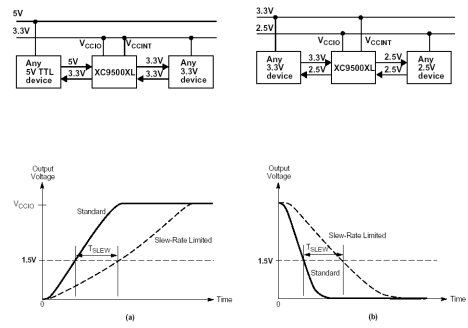 5V
3.3V
VCCIO VCCINT
Any
5V TTL
device
5V
3.3V
XC9500XL
3.3V
3.3V
Any
3.3V
device
3.3V
2.5V
VCCIO VCCINT
Any
3.3V
device
3.3V
2.5V
XC9500XL
2.5V
2.5V
Any
2.5V
device
Output
Voltage
VCCIO
Standard
TSLEW
Slew-Rate Limited
1.5V
0
Time
(a)
Output
Voltage
Slew-Rate Limited
TSLEW
1.5V
Standard
0
Time
(b)